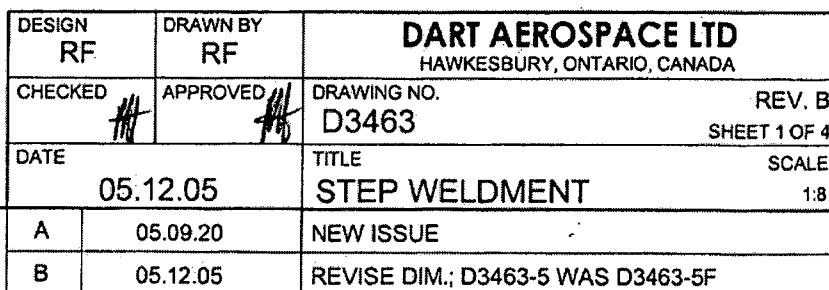 DESIGN
RF
DRAWN BY
RF
DART AEROSPACE LTD
HAWKESBURY, ONTARIO, CANADA
CHECKED
APPROVED
DRAWING NO.
D3463
REV. B
SHEET 1 OF 4
DATE
05.12.05
TITLE
STEP WELDMENT
SCALE
1:8
A 05.09.20 NEW ISSUE
B 05.12.05 REVISE DIM.; D3463-5 WAS D3463-5F